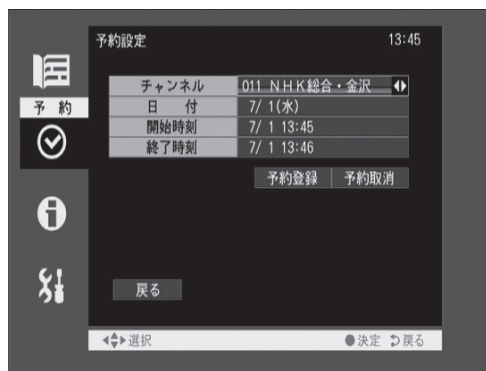 予約設定 13:45
予 約
チャンネル 011 NHK総合・金沢
日 付 7/ 1(水)
開始時刻 7/ 1 13:45
終了時刻 7/ 1 13:46
予約登録 予約取消
戻る
選択 決定 戻る